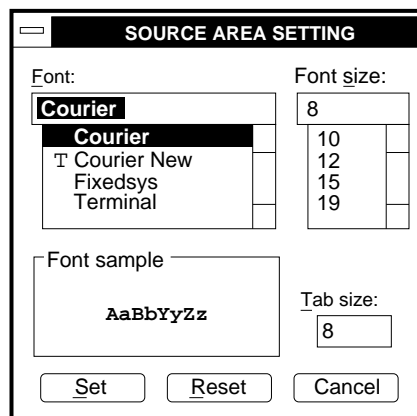 SOURCE AREA SETTING
Font: Font size:
Courier 8
Courier 10
T Courier New 12
Fixedsys 15
Terminal 19
Font sample
AaBbYyZz
Tab size:
8
Set Reset Cancel